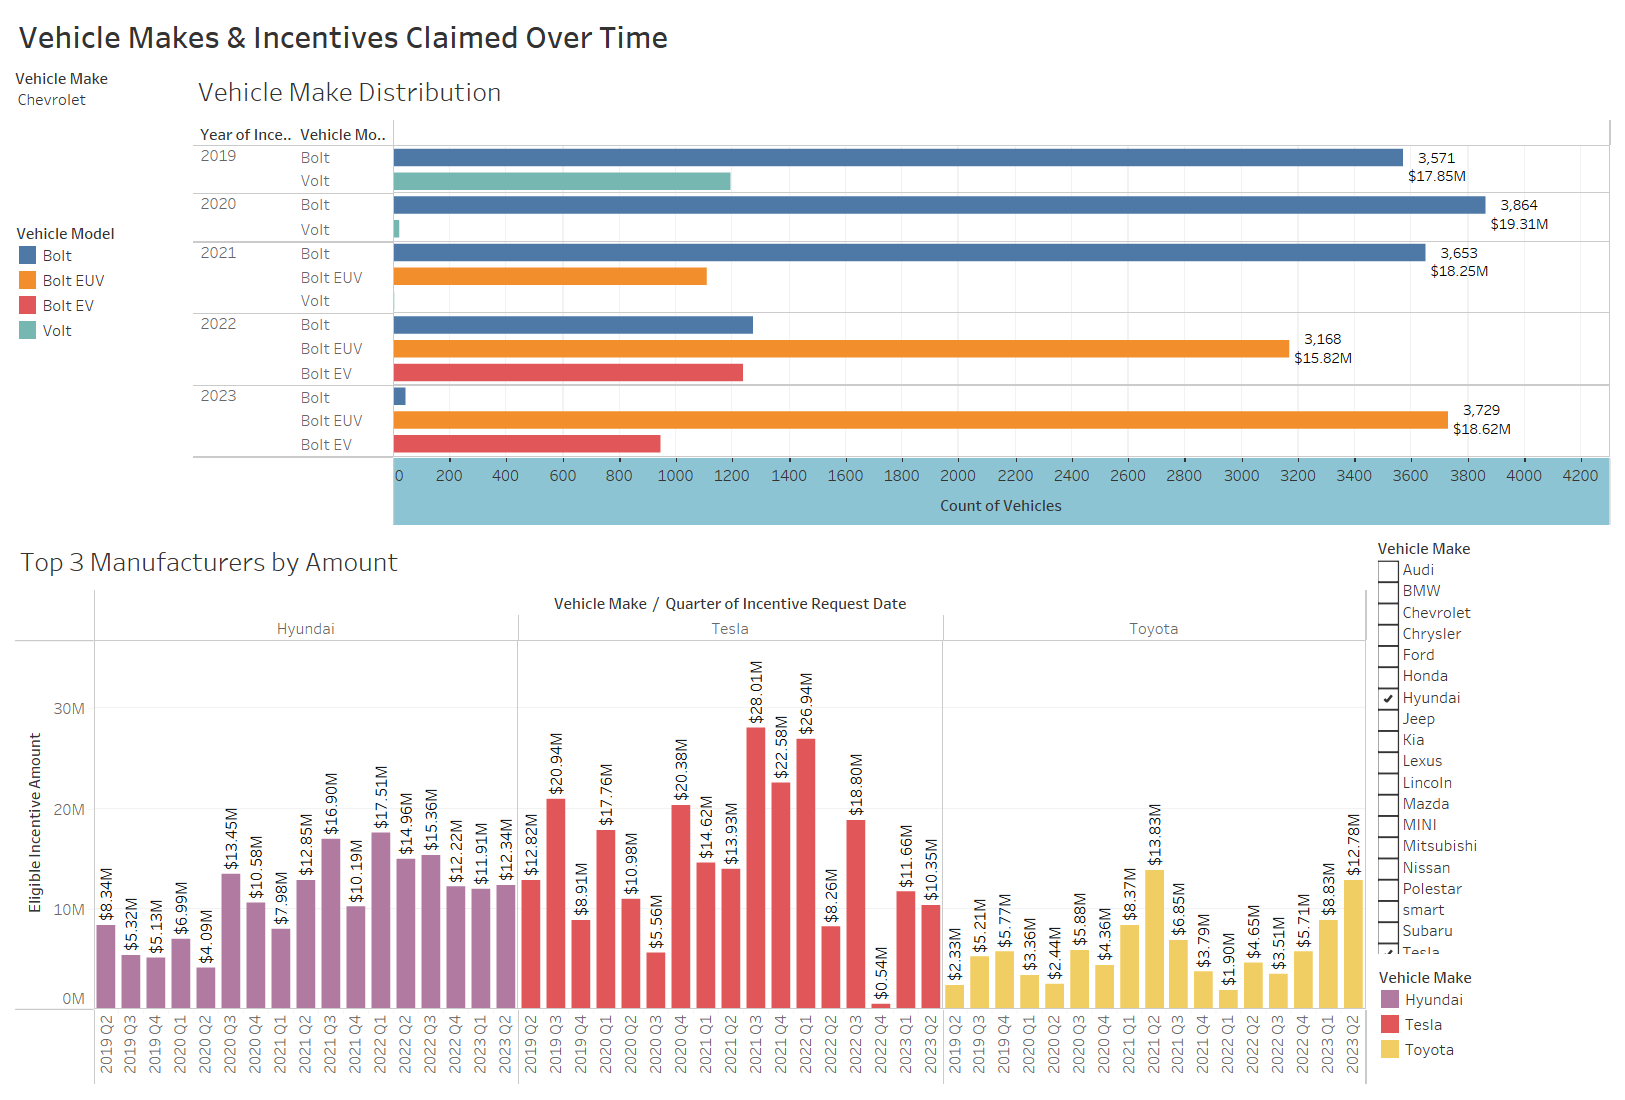 Vehicle Makes & Incentives Claimed Over Time
Vehicle Make
Chevrolet
Vehicle Make Distribution
Year of Ince.. Vehicle Mo..
2019 Bolt 3,571
$17.85M
Volt
2020 Bolt 3,864
$19.31M
Volt
2021 Bolt 3,653
$18.25M
Bolt EUV
Volt
2022 Bolt
Bolt EUV 3,168
$15.82M
Bolt EV
2023 Bolt
Bolt EUV 3,729
$18.62M
Bolt EV
0 200 400 600 800 1000 1200 1400 1600 1800 2000 2200 2400 2600 2800 3000 3200 3400 3600 3800 4000 4200
Count of Vehicles
Vehicle Model
Bolt
Bolt EUV
Bolt EV
Volt
Top 3 Manufacturers by Amount
Vehicle Make / Quarter of Incentive Request Date
Hyundai Tesla Toyota
Eligible Incentive Amount
30M
20M
10M
0M
$8.34M $5.32M $5.13M $6.99M $4.09M $13.45M $10.58M $7.98M $12.85M $16.90M $10.19M $17.51M $14.96M $15.36M $12.22M $11.91M $12.34M
$12.82M $20.94M $8.91M $17.76M $10.98M $5.56M $20.38M $14.62M $13.93M $28.01M $22.58M $26.94M $8.26M $18.80M $0.54M $11.66M $10.35M
$2.33M $5.21M $5.77M $3.36M $2.44M $5.88M $4.36M $8.37M $13.83M $6.85M $3.79M $1.90M $4.65M $3.51M $5.71M $8.83M $12.78M
2019 Q2 2019 Q3 2019 Q4 2020 Q1 2020 Q2 2020 Q3 2020 Q4 2021 Q1 2021 Q2 2021 Q3 2021 Q4 2022 Q1 2022 Q2 2022 Q3 2022 Q4 2023 Q1 2023 Q2
2019 Q2 2019 Q3 2019 Q4 2020 Q1 2020 Q2 2020 Q3 2020 Q4 2021 Q1 2021 Q2 2021 Q3 2021 Q4 2022 Q1 2022 Q2 2022 Q3 2022 Q4 2023 Q1 2023 Q2
2019 Q2 2019 Q3 2019 Q4 2020 Q1 2020 Q2 2020 Q3 2020 Q4 2021 Q1 2021 Q2 2021 Q3 2021 Q4 2022 Q1 2022 Q2 2022 Q3 2022 Q4 2023 Q1 2023 Q2
Vehicle Make
Audi
BMW
Chevrolet
Chrysler
Ford
Honda
Hyundai
Jeep
Kia
Lexus
Lincoln
Mazda
MINI
Mitsubishi
Nissan
Polestar
smart
Subaru
Tesla
Vehicle Make
Hyundai
Tesla
Toyota